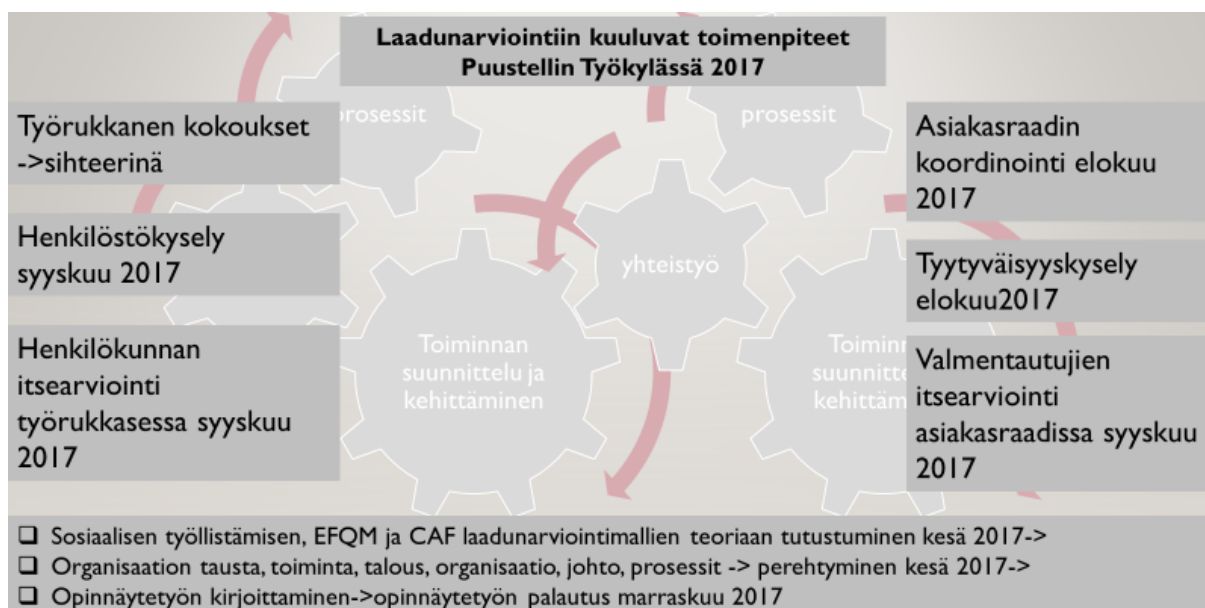 Laadunarviointiin kuuluvat toimenpiteet
Puustellin Työkylässä 2017
prosessit
prosessit
Työrukkanen kokoukset
->sihteerinä
Asiakasraadin
koordinointi elokuu
2017
Henkilöstökysely
syyskuu 2017
yhteistyö
Tyytyväisyyskysely
elokuu2017
Henkilökunnan
itsearviointi
työrukkasessa syyskuu
2017
Toiminnan
suunnittelu ja
kehittäminen
Valmentautujien
itsearviointi
asiakasraadissa syyskuu
2017
❑ Sosiaalisen työllistämisen, EFQM ja CAF laadunarviointimallien teoriaan tutustuminen kesä 2017->
❑ Organisaation tausta, toiminta, talous, organisaatio, johto, prosessit -> perehtyminen kesä 2017->
❑ Opinnäytetyön kirjoittaminen->opinnäytetyön palautus marraskuu 2017